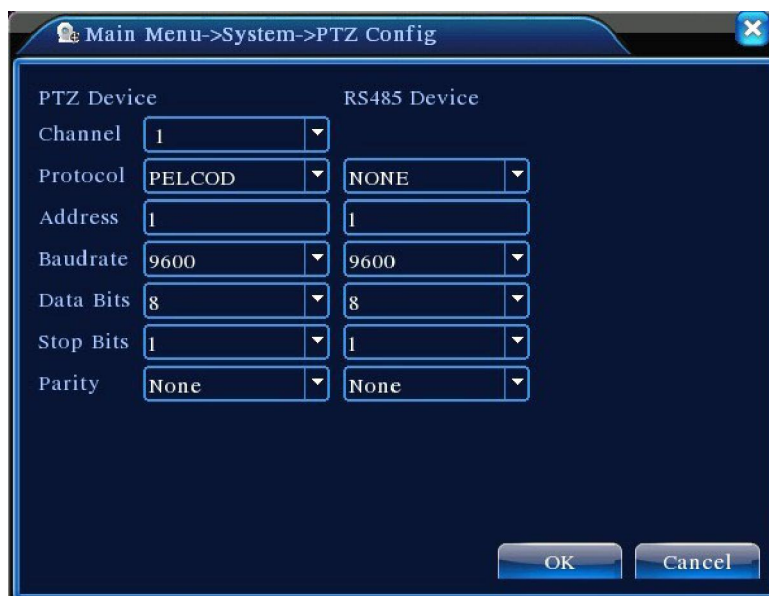 Main Menu->System->PTZ Config
PTZ Device RS485 Device
Channel 1
Protocol PELCOD NONE
Address 1 1
Baudrate 9600 9600
Data Bits 8 8
Stop Bits 1 1
Parity None None
OK Cancel